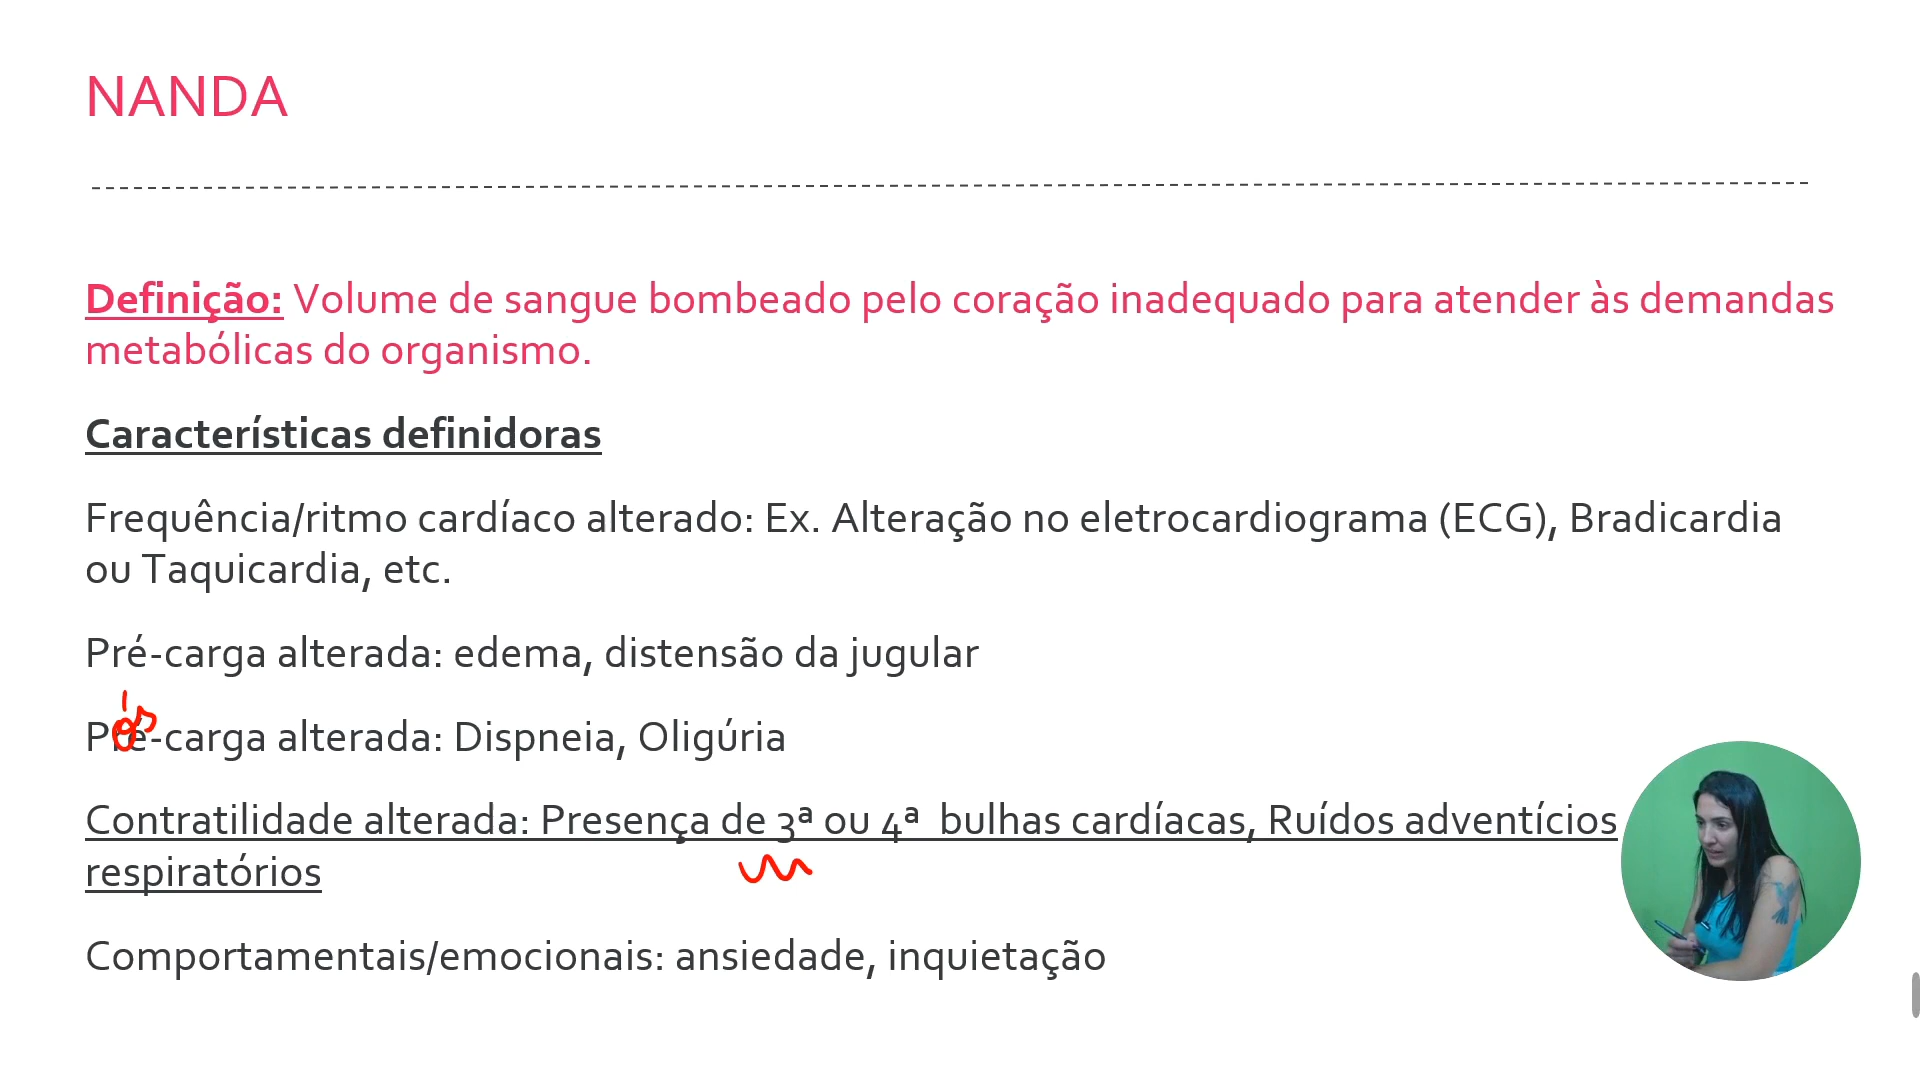 NANDA
Definição: Volume de sangue bombeado pelo coração inadequado para atender às demandas
metabólicas do organismo.
Características definidoras
Frequência/ritmo cardíaco alterado: Ex. Alteração no eletrocardiograma (ECG), Bradicardia
ou Taquicardia, etc.
Pré-carga alterada: edema, distensão da jugular
ós
Pré-carga alterada: Dispneia, Oligúria
Contratilidade alterada: Presença de 3ª ou 4ª bulhas cardíacas, Ruídos adventícios
respiratórios
Comportamentais/emocionais: ansiedade, inquietação